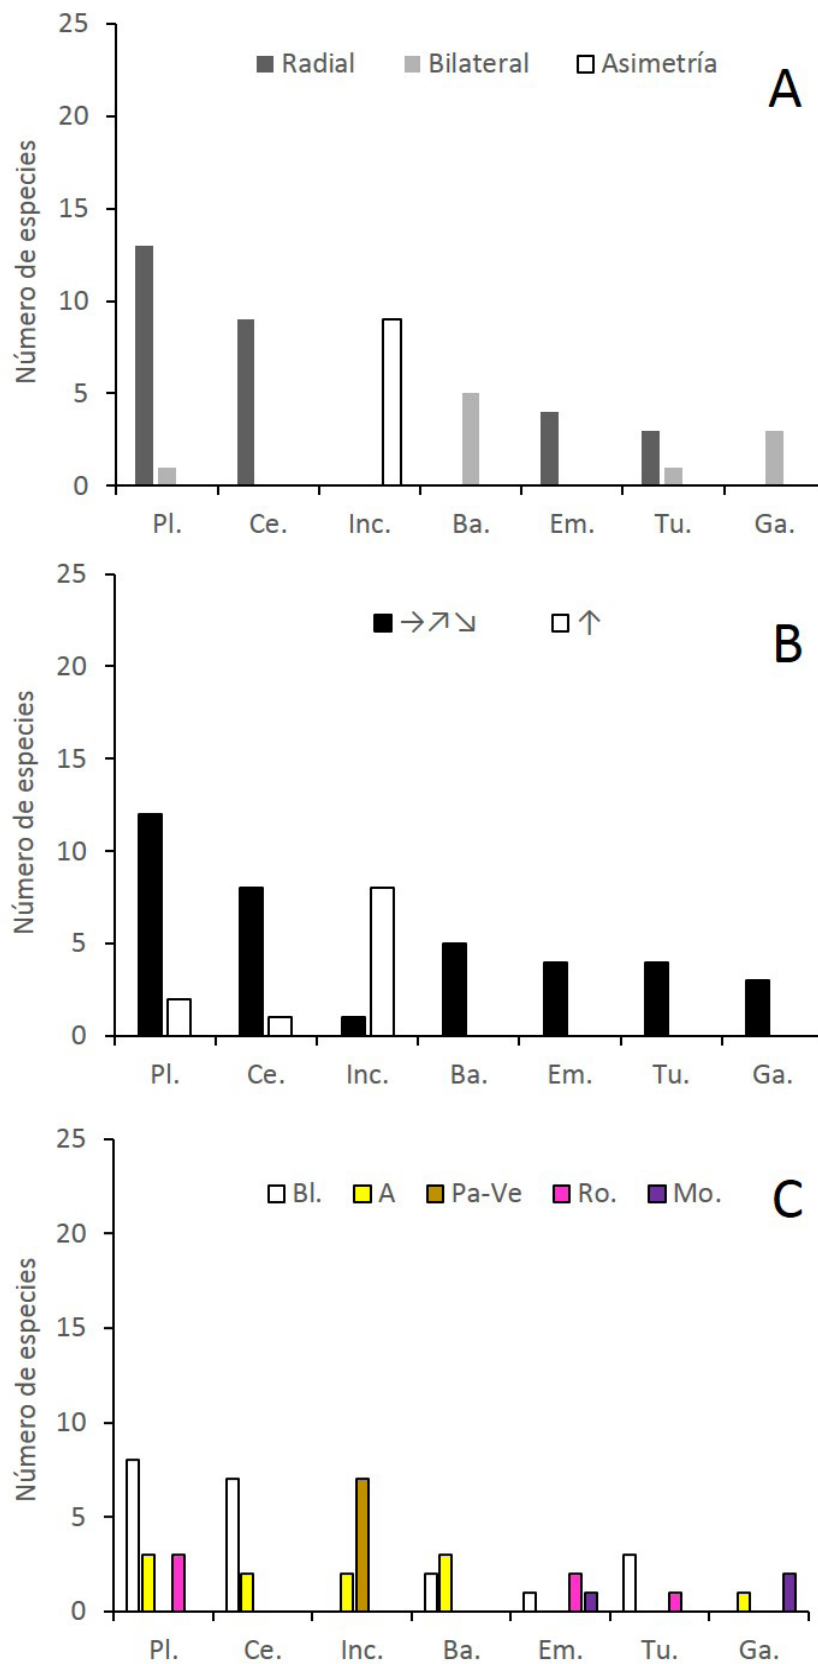 25
Radial Bilateral Asimetría
A
20
15
10
5
0
Número de especies
Pl. Ce. Inc. Ba. Em. Tu. Ga.
25
→↗↘ ↑
B
20
15
10
5
0
Número de especies
Pl. Ce. Inc. Ba. Em. Tu. Ga.
25
Bl. A Pa-Ve Ro. Mo.
C
20
15
10
5
0
Número de especies
Pl. Ce. Inc. Ba. Em. Tu. Ga.